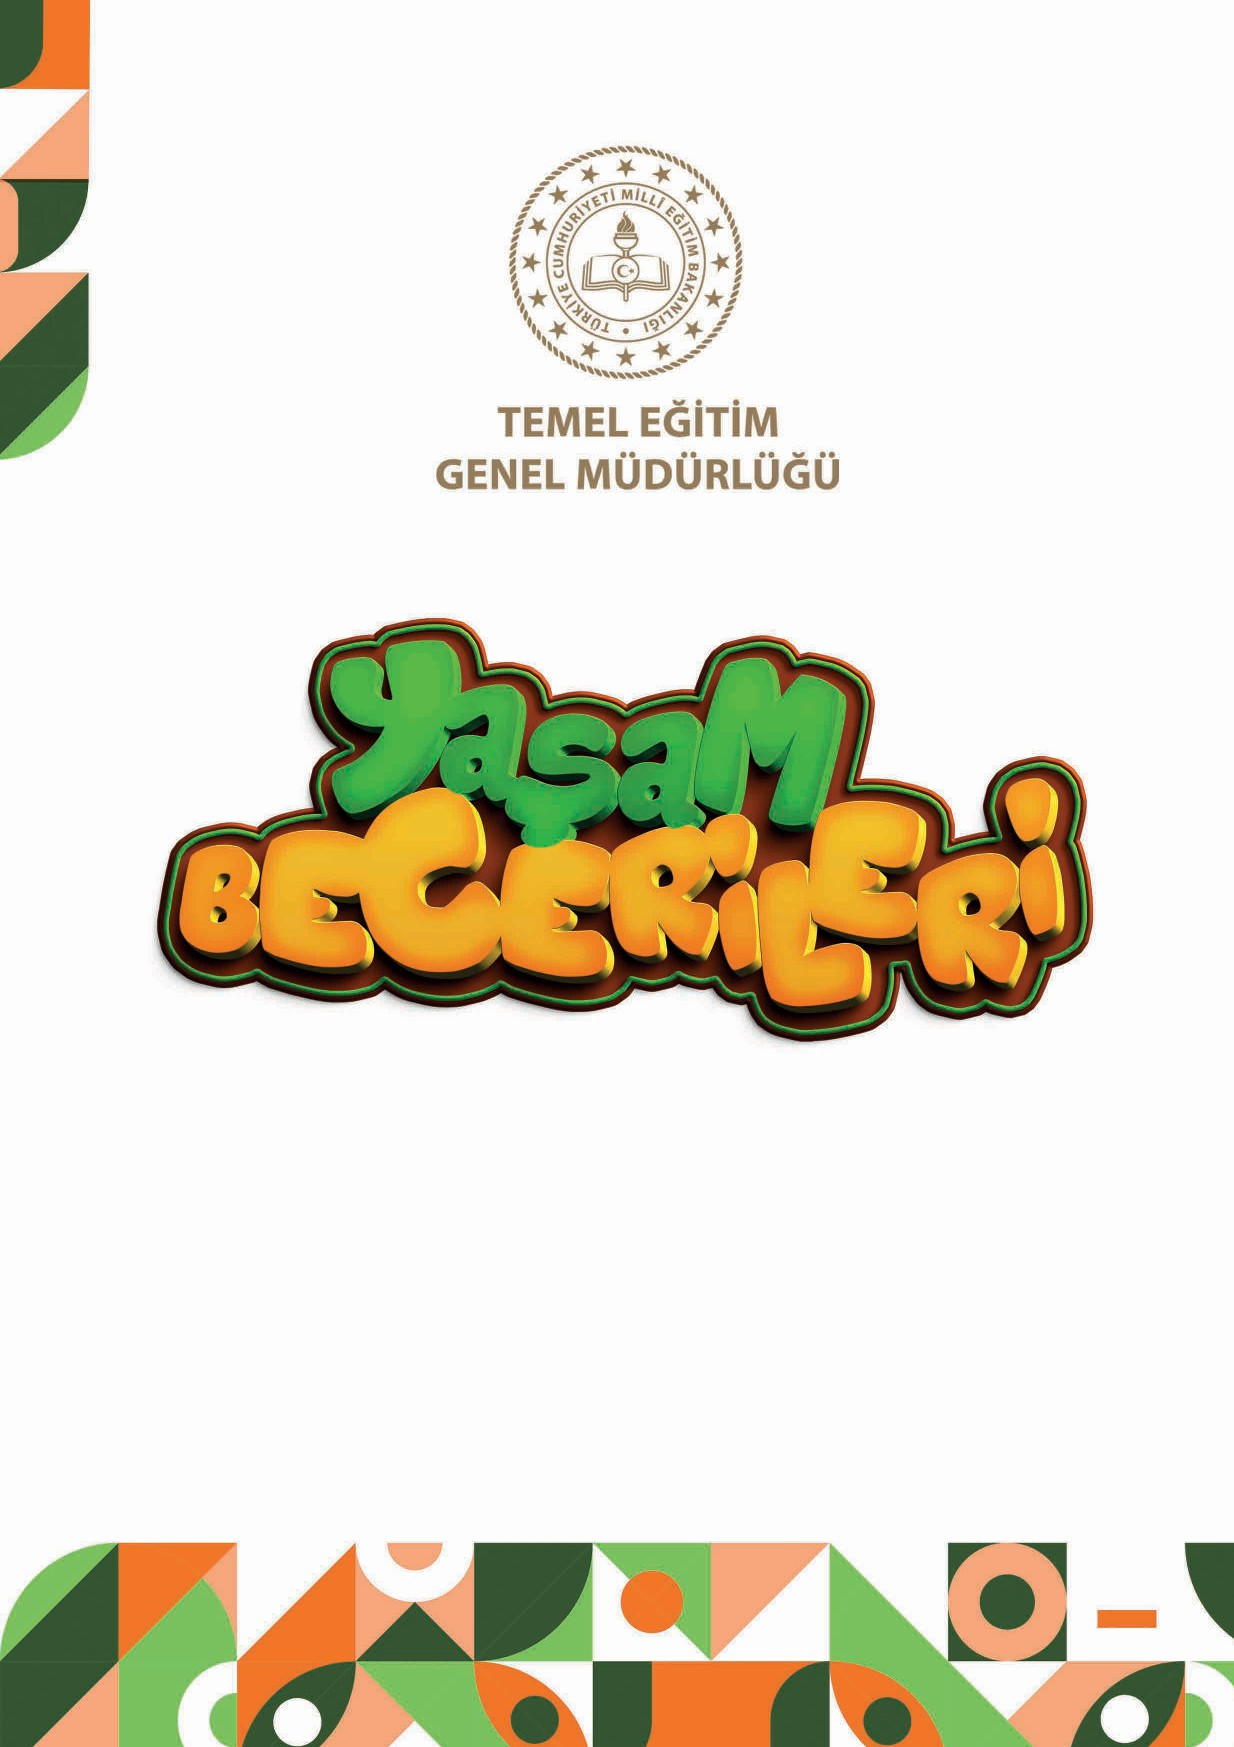 TÜRKİYE CUMHURİYETİ MİLLÎ EĞİTİM BAKANLIĞI
TEMEL EĞİTİM
GENEL MÜDÜRLÜĞÜ
YaşaM
BECERİLERİ